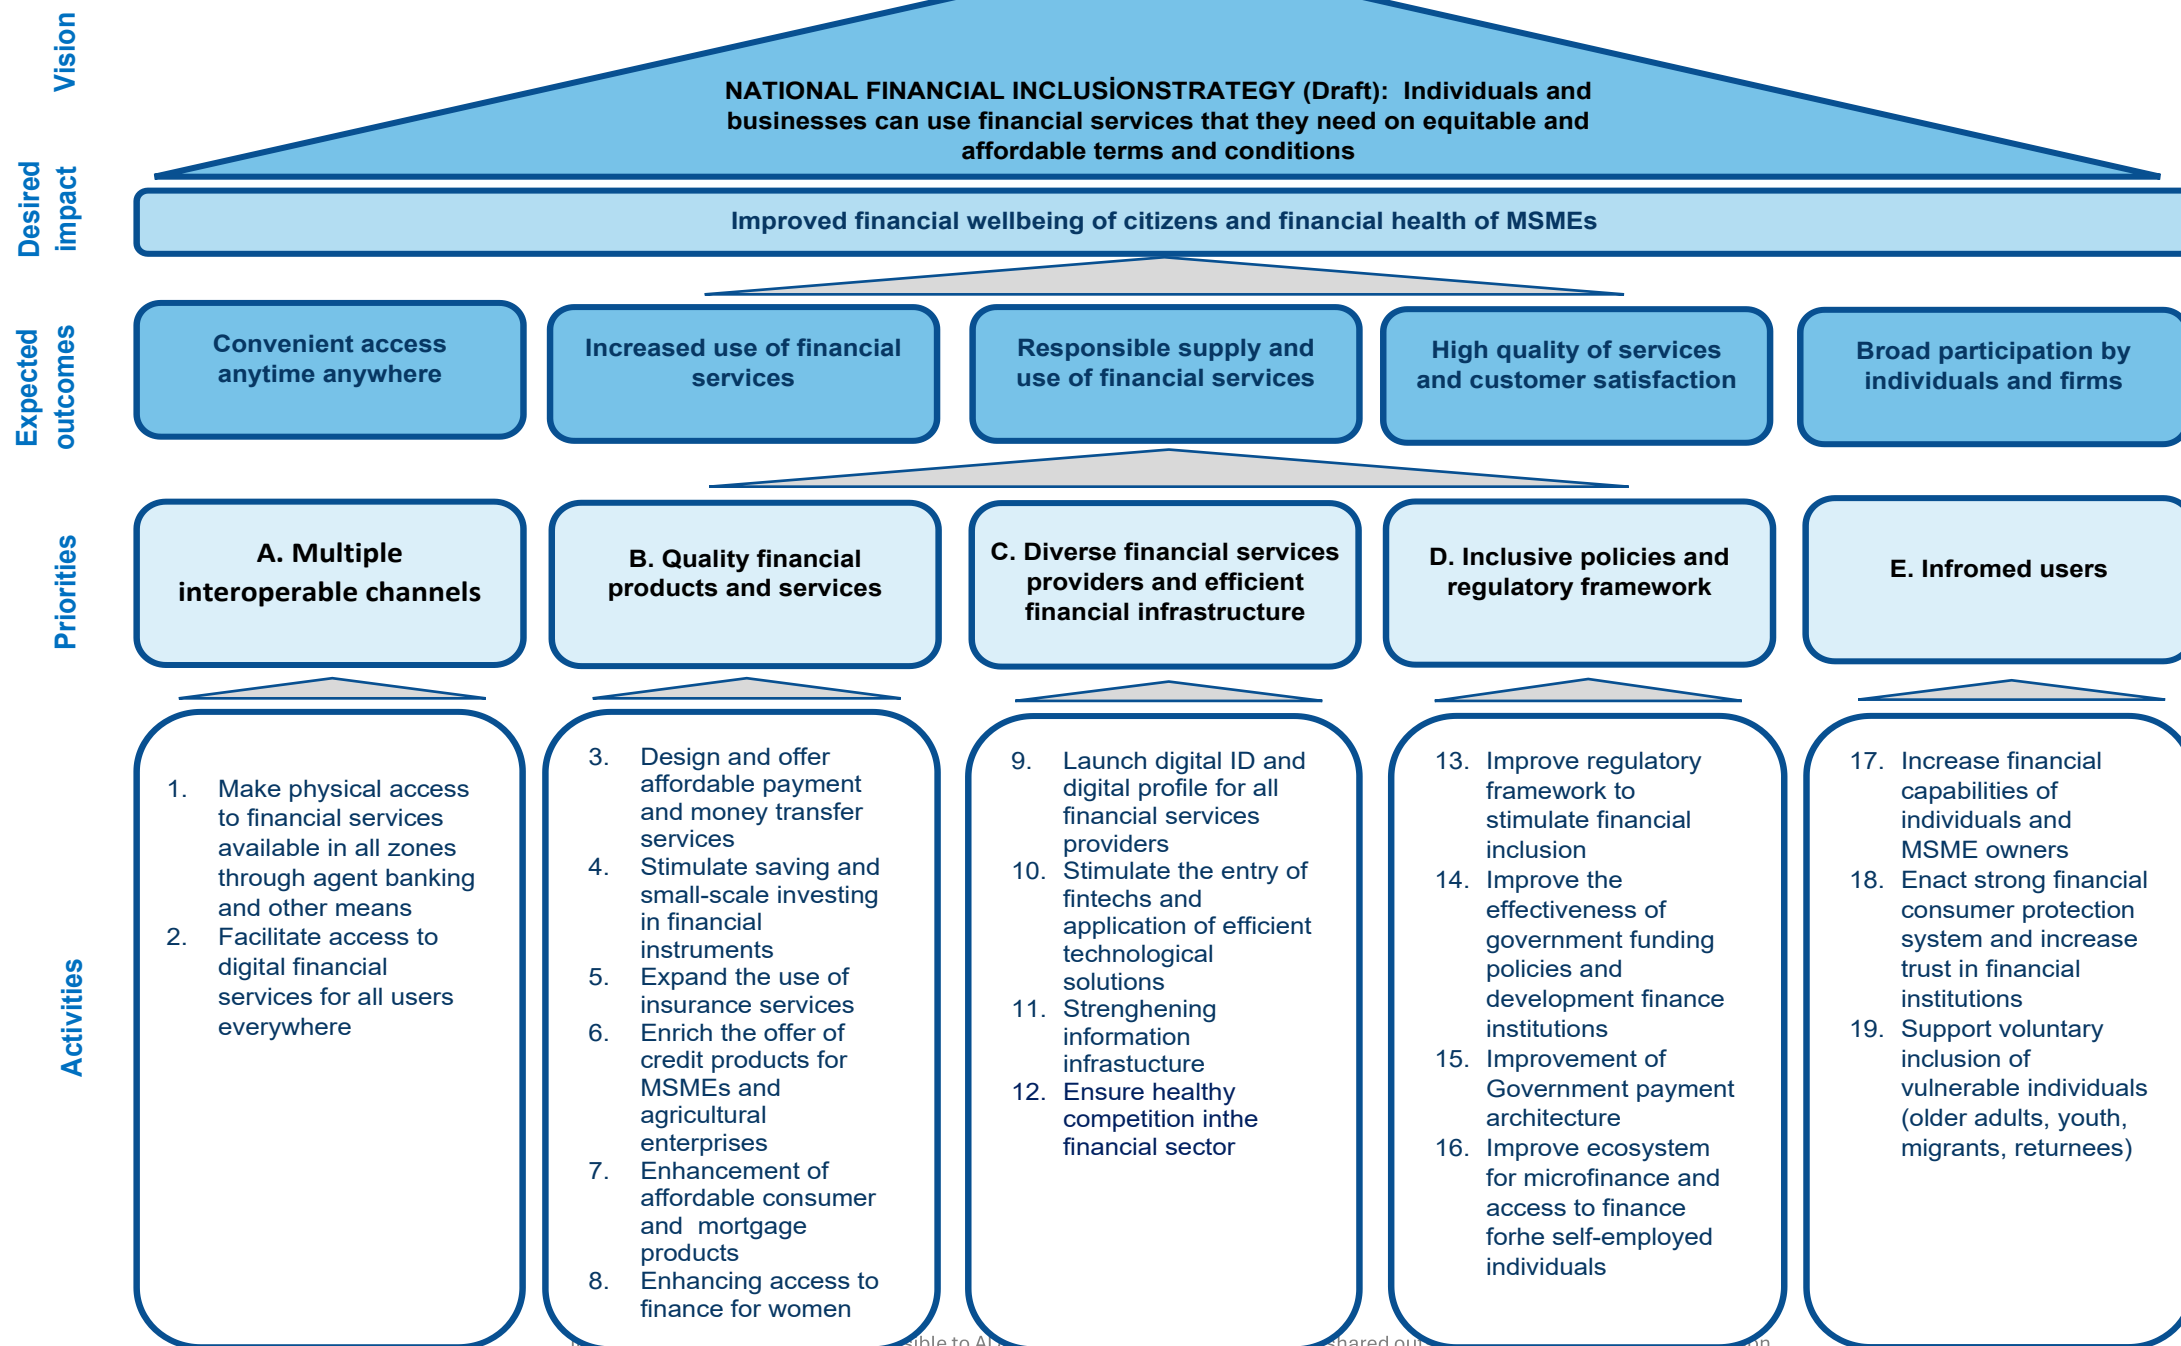 Vision
NATIONAL FINANCIAL INCLUSİONSTRATEGY (Draft): Individuals and
businesses can use financial services that they need on equitable and
affordable terms and conditions
Desired
impact
Improved financial wellbeing of citizens and financial health of MSMEs
Expected
outcomes
Convenient access
anytime anywhere
Increased use of financial
services
Responsible supply and
use of financial services
High quality of services
and customer satisfaction
Broad participation by
individuals and firms
Priorities
A. Multiple
interoperable channels
B. Quality financial
products and services
C. Diverse financial services
providers and efficient
financial infrastructure
D. Inclusive policies and
regulatory framework
E. Infromed users
Activities
1. Make physical access
to financial services
available in all zones
through agent banking
and other means
2. Facilitate access to
digital financial
services for all users
everywhere
3. Design and offer
affordable payment
and money transfer
services
4. Stimulate saving and
small-scale investing
in financial
instruments
5. Expand the use of
insurance services
6. Enrich the offer of
credit products for
MSMEs and
agricultural
enterprises
7. Enhancement of
affordable consumer
and mortgage
products
8. Enhancing access to
finance for women
9. Launch digital ID and
digital profile for all
financial services
providers
10. Stimulate the entry of
fintechs and
application of efficient
technological
solutions
11. Strenghening
information
infrastucture
12. Ensure healthy
competition inthe
financial sector
13. Improve regulatory
framework to
stimulate financial
inclusion
14. Improve the
effectiveness of
government funding
policies and
development finance
institutions
15. Improvement of
Government payment
architecture
16. Improve ecosystem
for microfinance and
access to finance
forhe self-employed
individuals
17. Increase financial
capabilities of
individuals and
MSME owners
18. Enact strong financial
consumer protection
system and increase
trust in financial
institutions
19. Support voluntary
inclusion of
vulnerable individuals
(older adults, youth,
migrants, returnees)
to shared